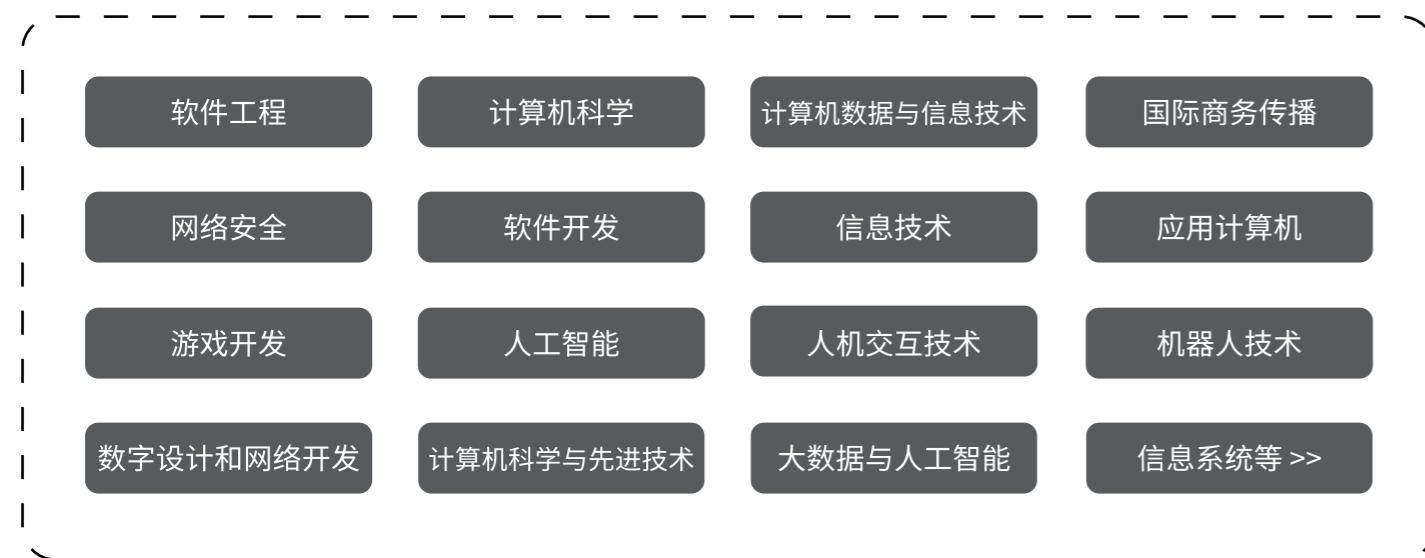 软件工程
计算机科学
计算机数据与信息技术
国际商务传播
网络安全
软件开发
信息技术
应用计算机
游戏开发
人工智能
人机交互技术
机器人技术
数字设计和网络开发
计算机科学与先进技术
大数据与人工智能
信息系统等 >>